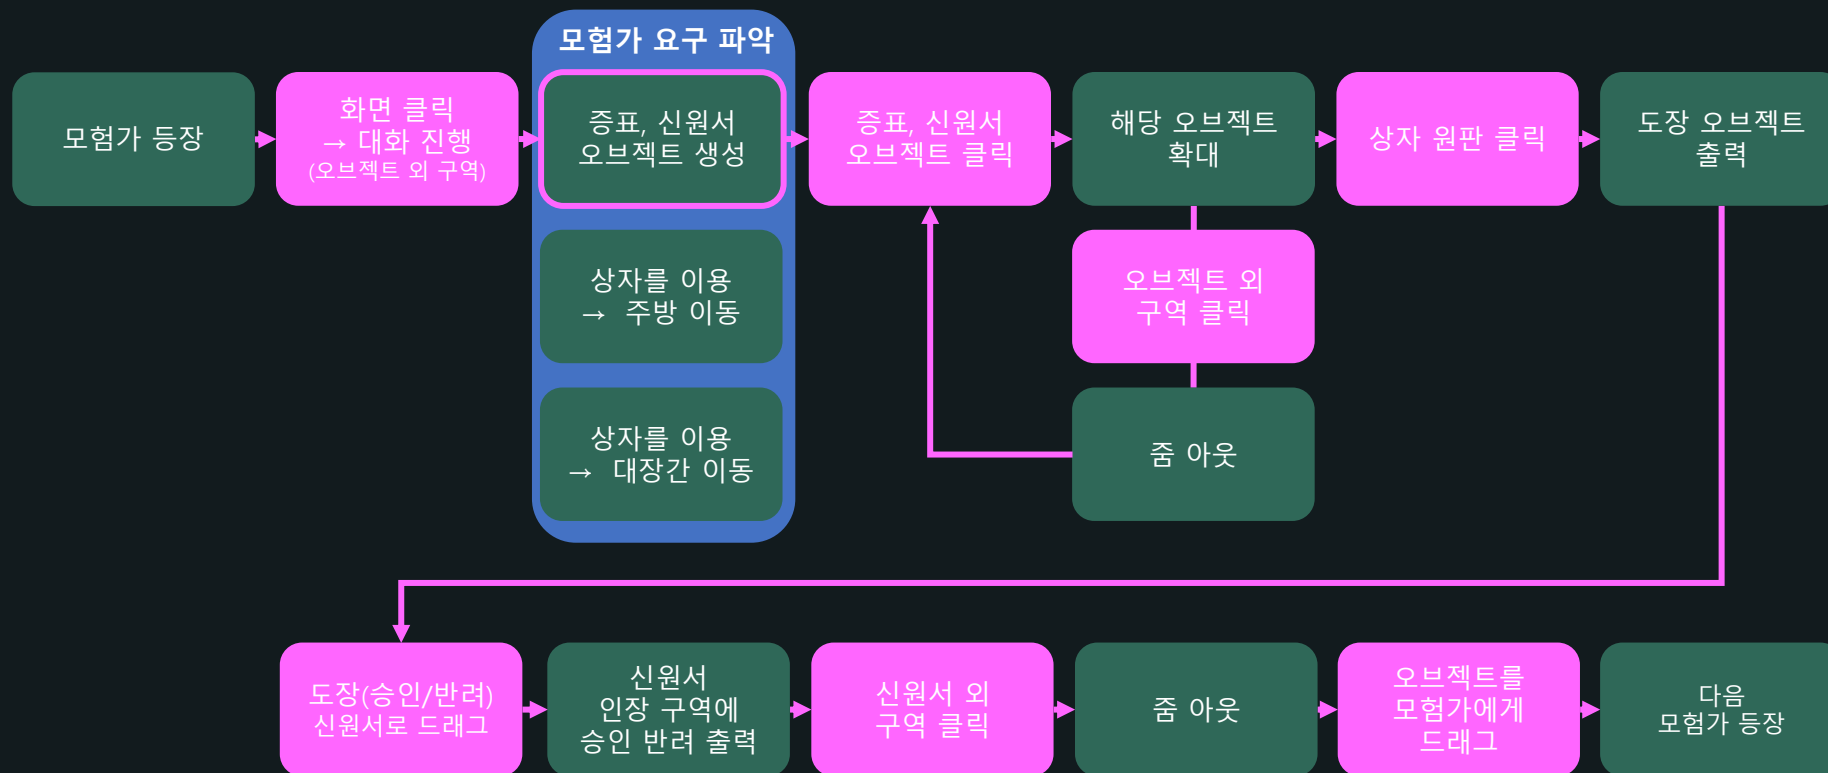 모험가 요구 파악
모험가 등장
화면 클릭
→ 대화 진행
(오브젝트 외 구역)
증표, 신원서
오브젝트 생성
증표, 신원서
오브젝트 클릭
해당 오브젝트
확대
상자 원판 클릭
도장 오브젝트
출력
상자를 이용
→ 주방 이동
오브젝트 외
구역 클릭
상자를 이용
→ 대장간 이동
줌 아웃
도장(승인/반려)
신원서로 드래그
신원서
인장 구역에
승인 반려 출력
신원서 외
구역 클릭
줌 아웃
오브젝트를
모험가에게
드래그
다음
모험가 등장